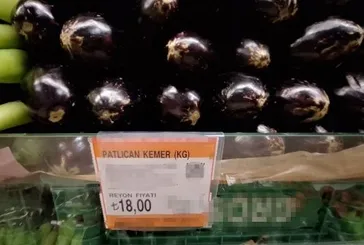 PATLICAN KEMER (KG)
REYON FİYATI
₺18,00